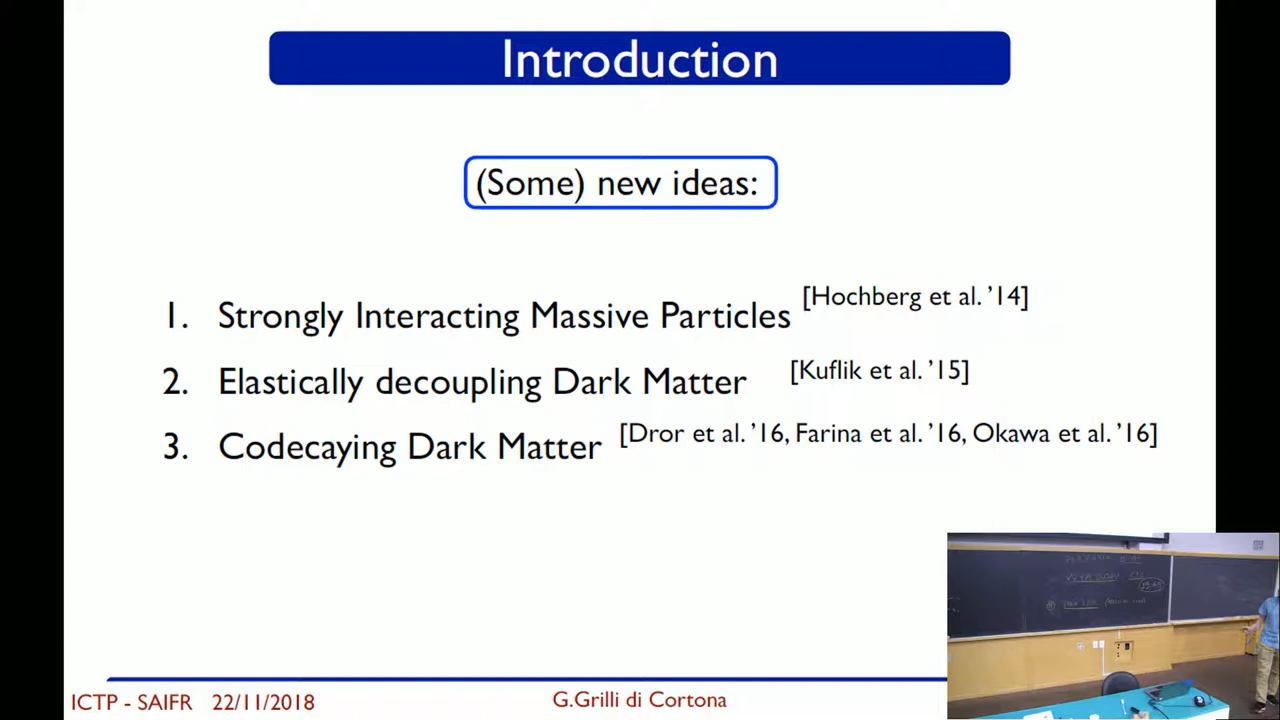 Introduction
(Some) new ideas:
1. Strongly Interacting Massive Particles [Hochberg et al. '14]
2. Elastically decoupling Dark Matter [Kuflik et al. '15]
3. Codecaying Dark Matter [Dror et al. '16, Farina et al. '16, Okawa et al. '16]
ICTP - SAIFR 22/11/2018
G.Grilli di Cortona